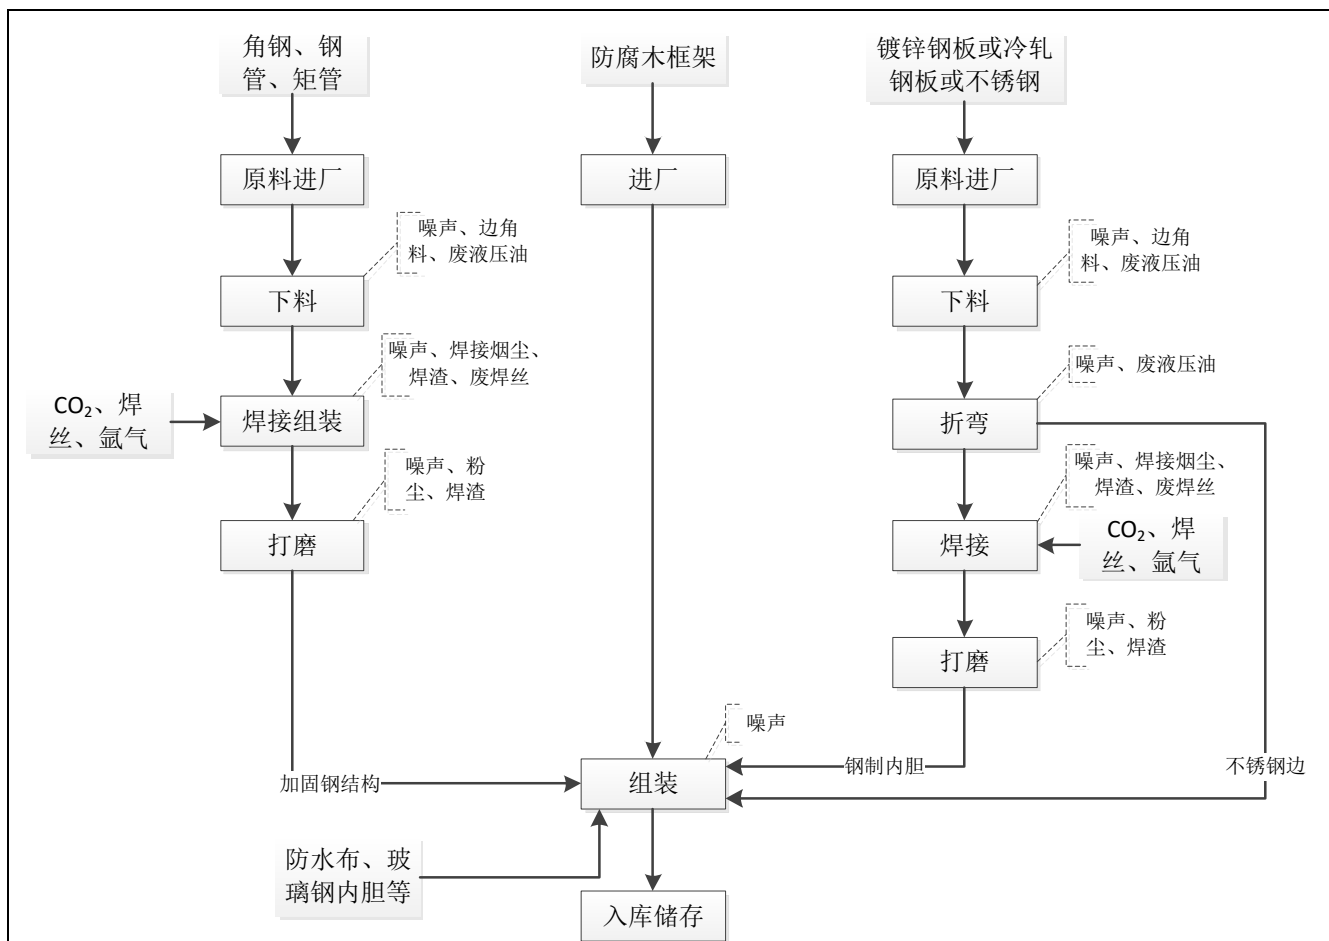 角钢、钢
管、矩管
防腐木框架
镀锌钢板或冷轧
钢板或不锈钢
原料进厂
进厂
原料进厂
噪声、边角
料、废液压油
噪声、边角
料、废液压油
下料
下料
噪声、焊接烟尘、
焊渣、废焊丝
噪声、废液压油
CO₂、焊
丝、氩气
焊接组装
折弯
噪声、粉
尘、焊渣
噪声、焊接烟尘、
焊渣、废焊丝
打磨
焊接
CO₂、焊
丝、氩气
噪声、粉
尘、焊渣
打磨
噪声
加固钢结构
组装
钢制内胆
不锈钢边
防水布、玻
璃钢内胆等
入库储存